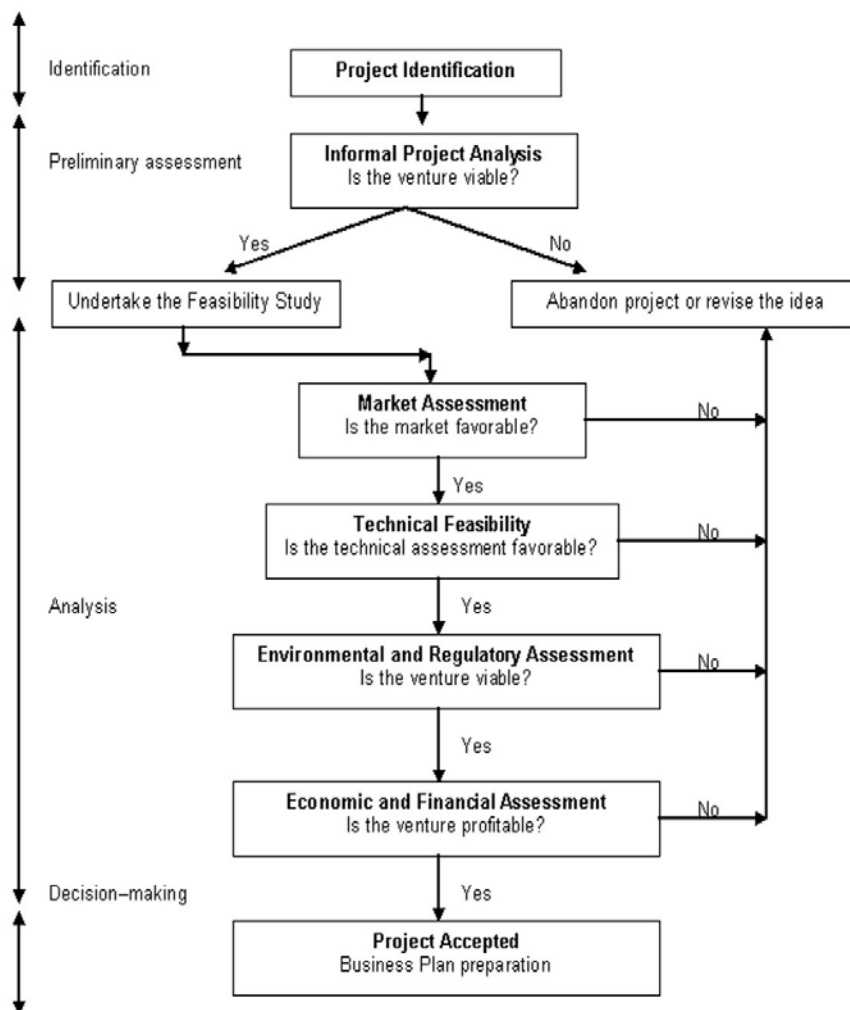 Identification
Project Identification
Preliminary assessment
Informal Project Analysis
Is the venture viable?
Yes
No
Undertake the Feasibility Study
Abandon project or revise the idea
Market Assessment
Is the market favorable?
No
Yes
Technical Feasibility
Is the technical assessment favorable?
No
Analysis
Yes
Environmental and Regulatory Assessment
Is the venture viable?
No
Yes
Economic and Financial Assessment
Is the venture profitable?
No
Decision–making
Yes
Project Accepted
Business Plan preparation